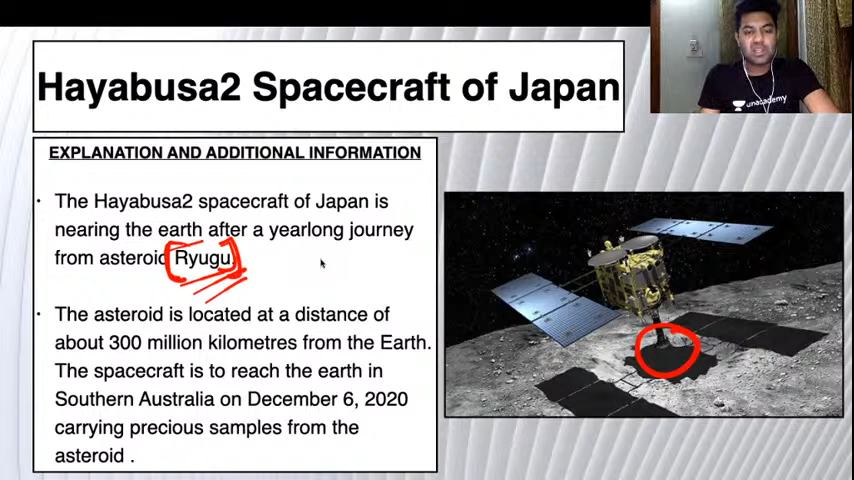 Hayabusa2 Spacecraft of Japan
unacademy
EXPLANATION AND ADDITIONAL INFORMATION
· The Hayabusa2 spacecraft of Japan is
nearing the earth after a yearlong journey
from asteroid Ryugu.
· The asteroid is located at a distance of
about 300 million kilometres from the Earth.
The spacecraft is to reach the earth in
Southern Australia on December 6, 2020
carrying precious samples from the
asteroid .